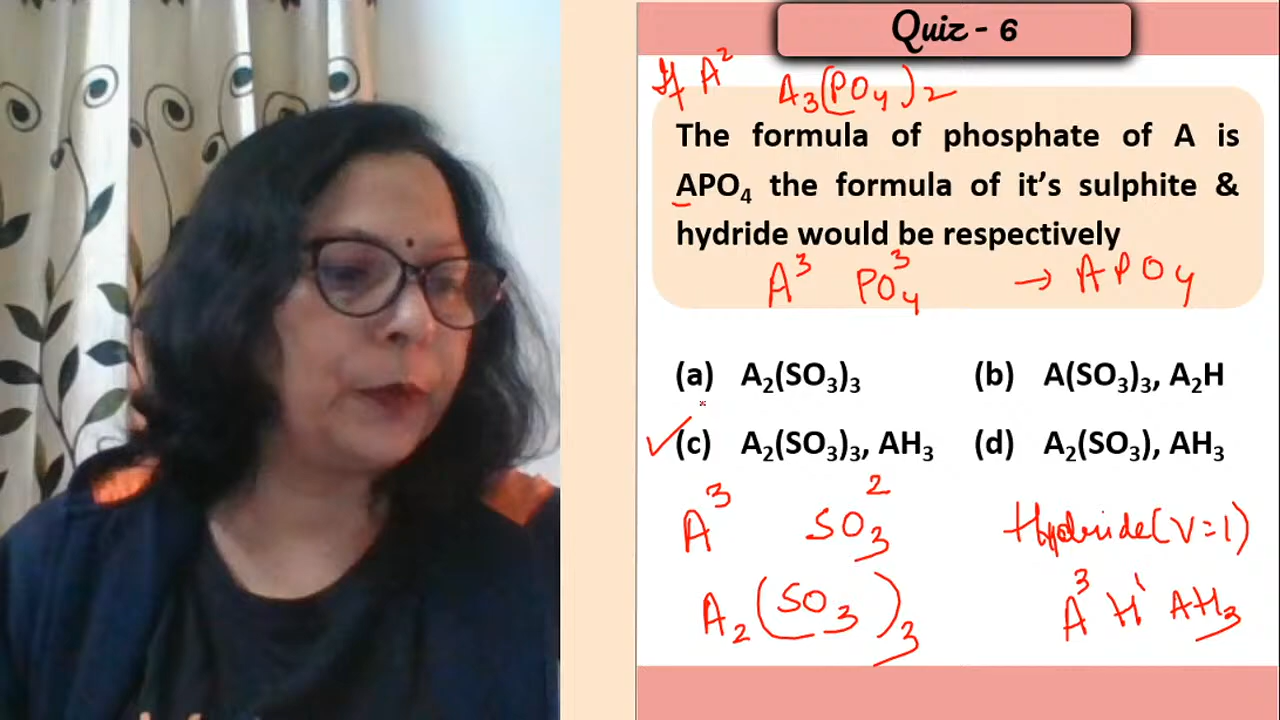 Quiz - 6
If A² A₃(PO₄)₂
The formula of phosphate of A is
APO₄ the formula of it's sulphite &
hydride would be respectively
A³ PO₄³ → APO₄
(a) A₂(SO₃)₃ (b) A(SO₃)₃, A₂H
✓(c) A₂(SO₃)₃, AH₃ (d) A₂(SO₃), AH₃
A³ SO₃² Hydride(V=1)
A₂(SO₃)₃ A³ H¹ AH₃